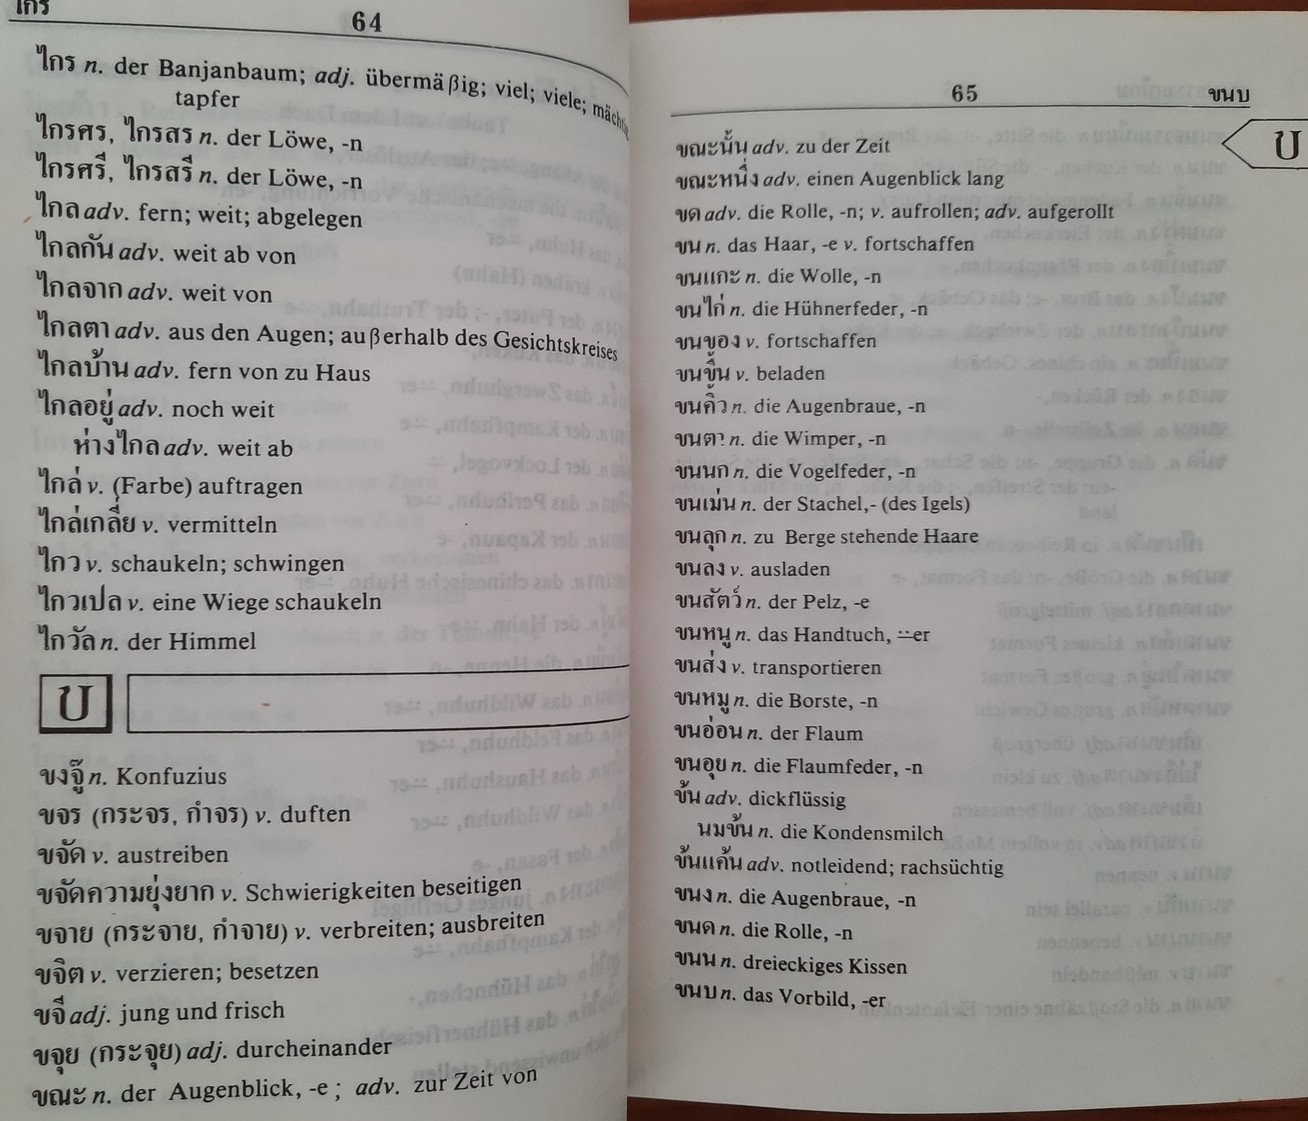 ไกร
64
ไกร n. der Banjanbaum; adj. übermäßig; viel; viele; mächtig
tapfer
ไกรศร, ไกรสร n. der Löwe, -n
ไกรศรี, ไกรสรี n. der Löwe, -n
ไกล adv. fern; weit; abgelegen
ไกลกัน adv. weit ab von
ไกลจาก adv. weit von
ไกลตา adv. aus den Augen; außerhalb des Gesichtskreises
ไกลบ้าน adv. fern von zu Haus
ไกลอยู่ adv. noch weit
ห่างไกล adv. weit ab
ไกล่ v. (Farbe) auftragen
ไกล่เกลี่ย v. vermitteln
ไกว v. schaukeln; schwingen
ไกวเปล v. eine Wiege schaukeln
ไกวัล n. der Himmel
ข
ขงจู๊ n. Konfuzius
ขจร (กระจร, กำจร) v. duften
ขจัด v. austreiben
ขจัดความยุ่งยาก v. Schwierigkeiten beseitigen
ขจาย (กระจาย, กำจาย) v. verbreiten; ausbreiten
ขจิต v. verzieren; besetzen
ขจี adj. jung und frisch
ขจุย (กระจุย) adj. durcheinander
ขณะ n. der Augenblick, -e ; adv. zur Zeit von
65
ขนบ
ข
ขณะนั้น adv. zu der Zeit
ขณะหนึ่ง adv. einen Augenblick lang
ขด adv. die Rolle, -n; v. aufrollen; adv. aufgerollt
ขน n. das Haar, -e v. fortschaffen
ขนแกะ n. die Wolle, -n
ขนไก่ n. die Hühnerfeder, -n
ขนของ v. fortschaffen
ขนขึ้น v. beladen
ขนคิ้ว n. die Augenbraue, -n
ขนตา n. die Wimper, -n
ขนนก n. die Vogelfeder, -n
ขนเม่น n. der Stachel,- (des Igels)
ขนลุก n. zu Berge stehende Haare
ขนลง v. ausladen
ขนสัตว์ n. der Pelz, -e
ขนหนู n. das Handtuch, ¨-er
ขนส่ง v. transportieren
ขนหมู n. die Borste, -n
ขนอ่อน n. der Flaum
ขนอุย n. die Flaumfeder, -n
ข้น adv. dickflüssig
นมข้น n. die Kondensmilch
ข้นแค้น adv. notleidend; rachsüchtig
ขนง n. die Augenbraue, -n
ขนด n. die Rolle, -n
ขนน n. dreieckiges Kissen
ขนบ n. das Vorbild, -er